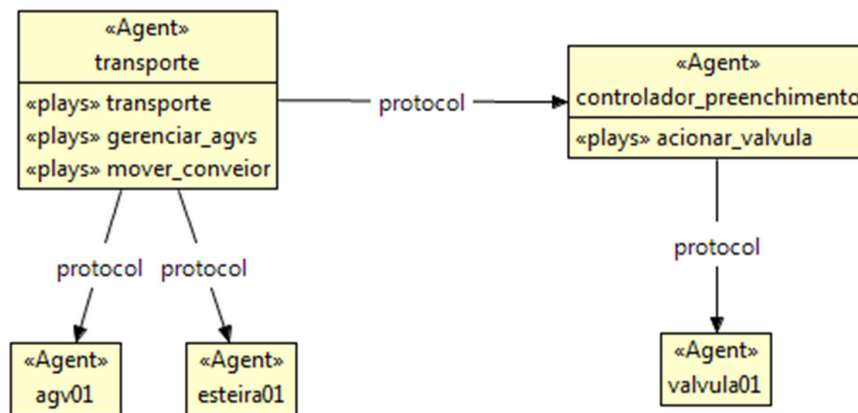 «Agent»
transporte
«plays» transporte
«plays» gerenciar_agvs
«plays» mover_conveior
protocol
«Agent»
controlador_preenchimento
«plays» acionar_valvula
protocol
protocol
protocol
«Agent»
agv01
«Agent»
esteira01
«Agent»
valvula01